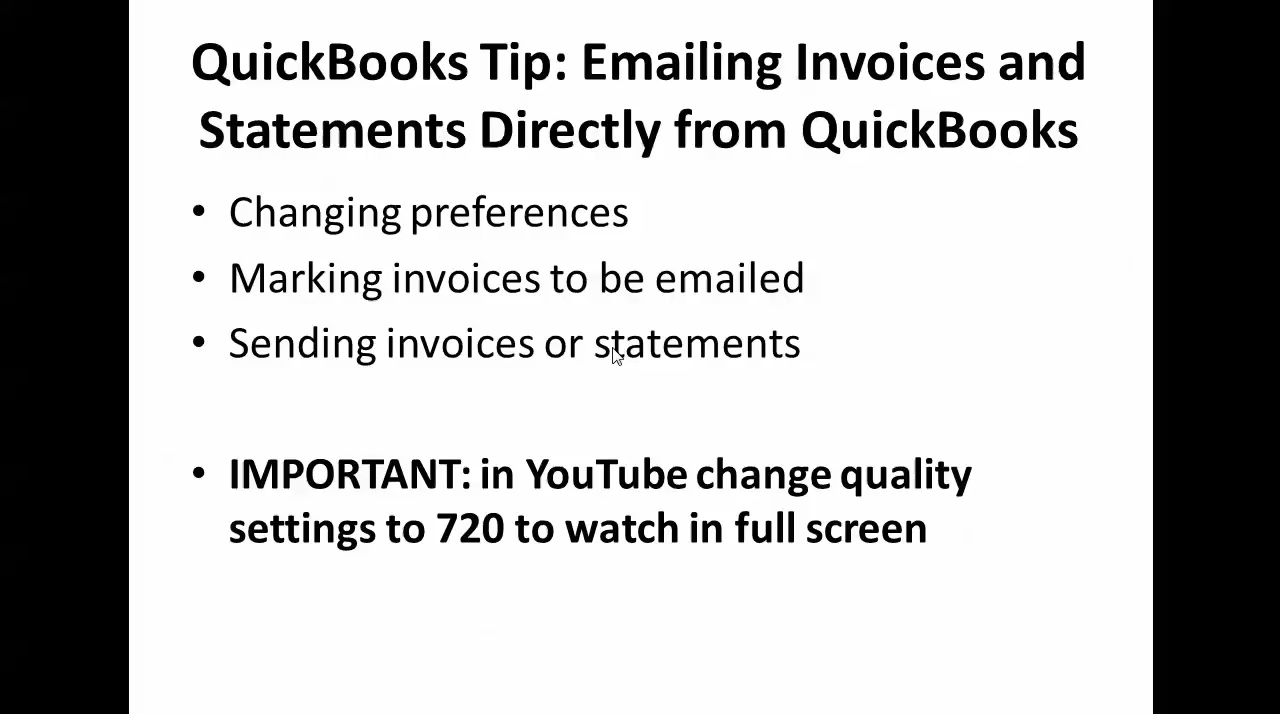 QuickBooks Tip: Emailing Invoices and
Statements Directly from QuickBooks
• Changing preferences
• Marking invoices to be emailed
• Sending invoices or statements
• IMPORTANT: in YouTube change quality
settings to 720 to watch in full screen